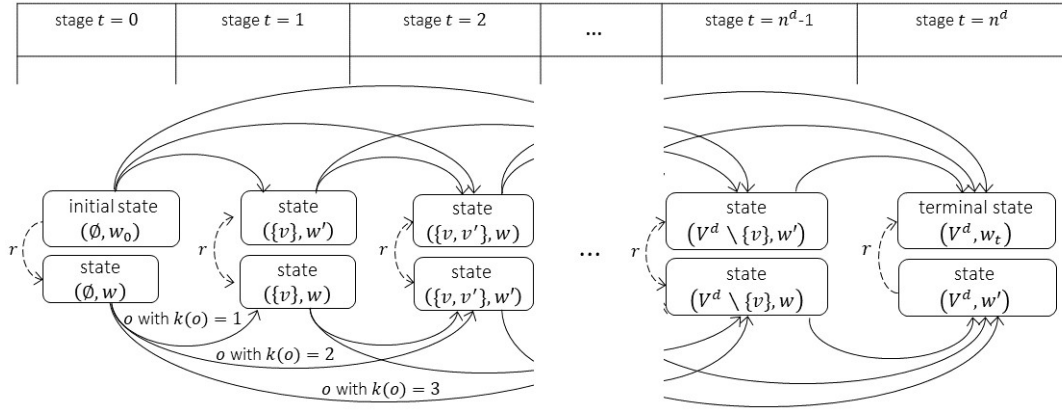 stage t = 0 stage t = 1 stage t = 2 ... stage t = n^d-1 stage t = n^d
initial state
(∅, w₀)
state
({v}, w′)
state
({v, v′}, w)
state
(V^d \ {v}, w′)
terminal state
(V^d, w_t)
r r r ... r r
state
(∅, w)
state
({v}, w)
state
({v, v′}, w′)
state
(V^d \ {v}, w)
state
(V^d, w′)
o with k(o) = 1
o with k(o) = 2
o with k(o) = 3